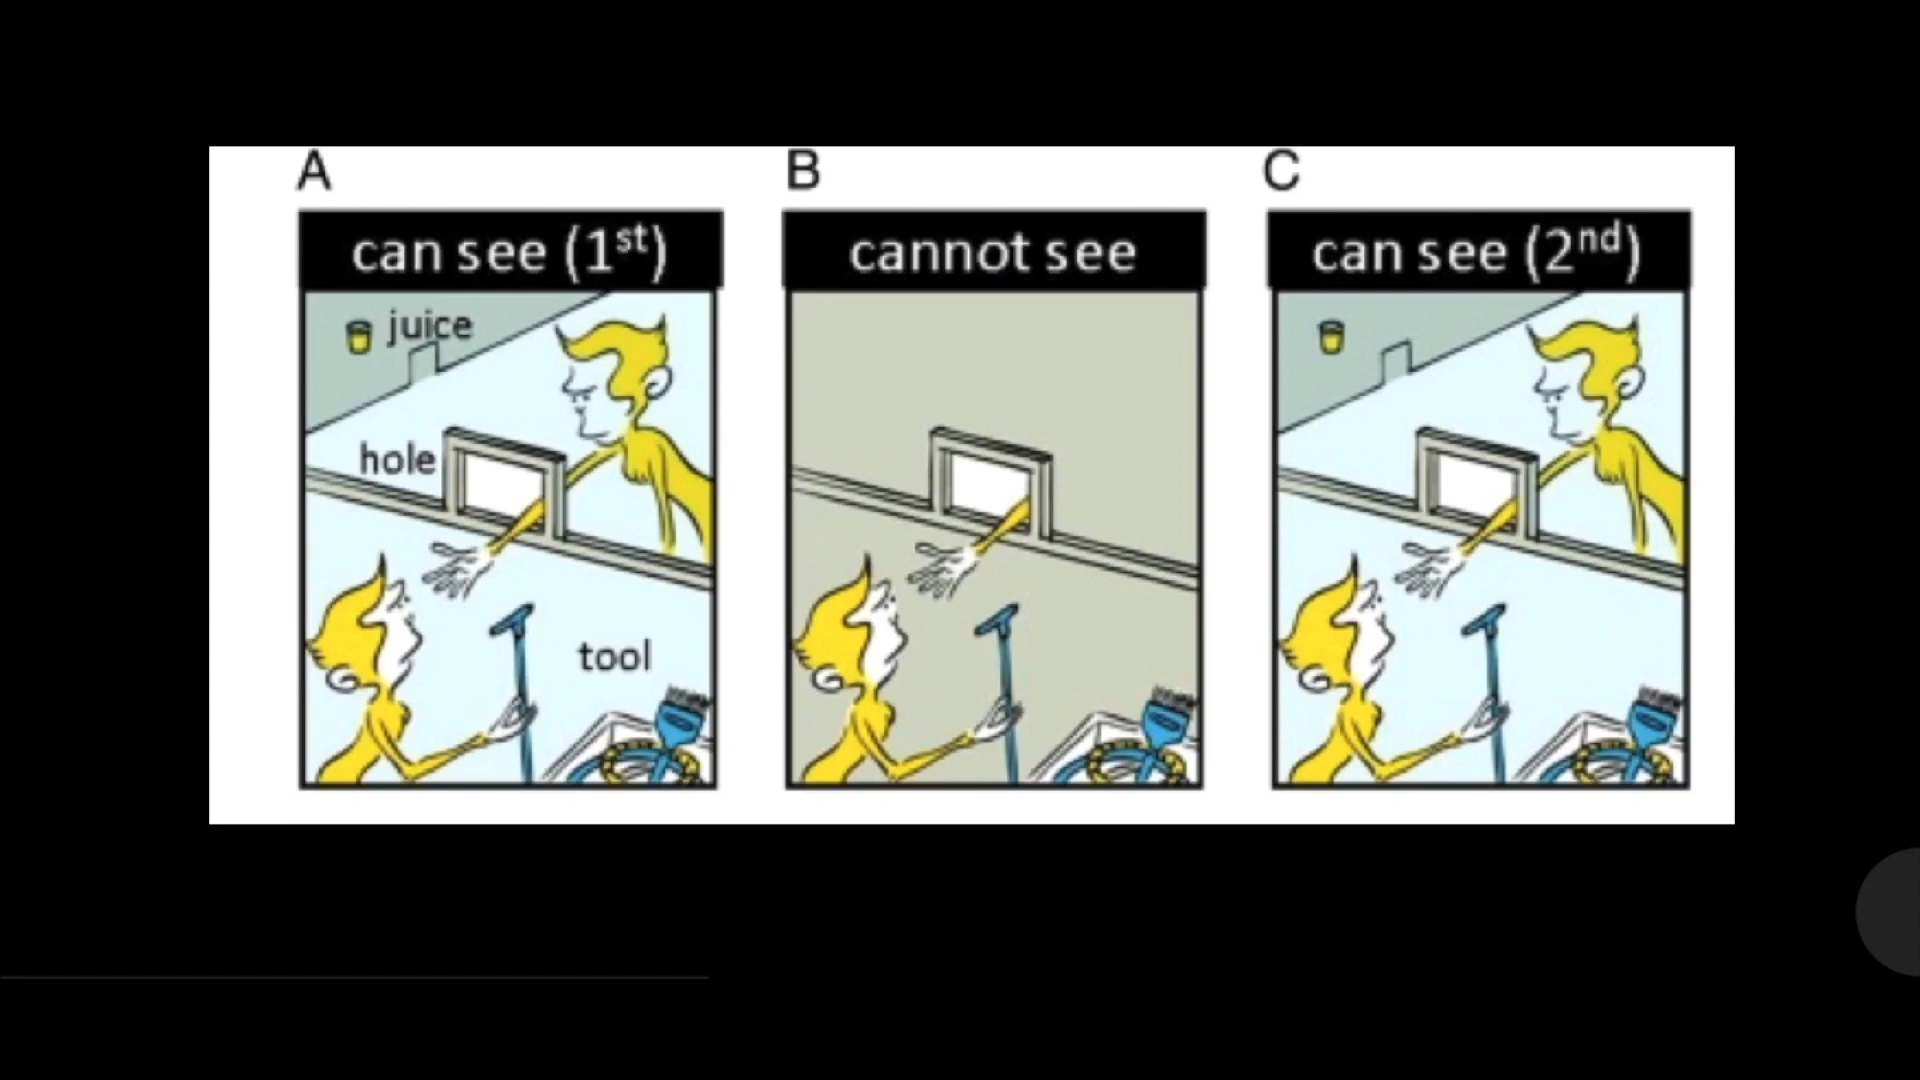 A
can see (1st)
juice
hole
tool
B
cannot see
C
can see (2nd)